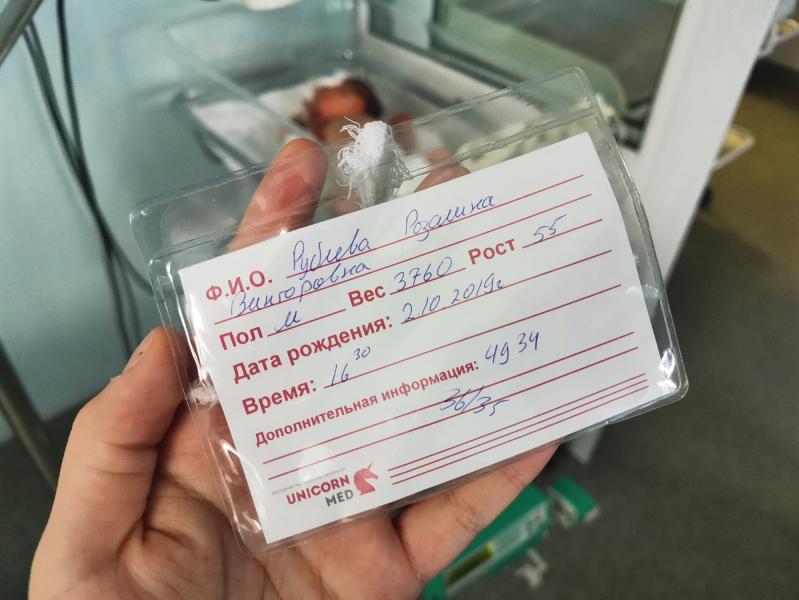 Ф.И.О. Рублева Розалина
Викторовна
Пол м Вес 3760 Рост 55
Дата рождения: 2.10.2019г
Время: 16 30
Дополнительная информация: 4934
36/35
UNICORN
MED